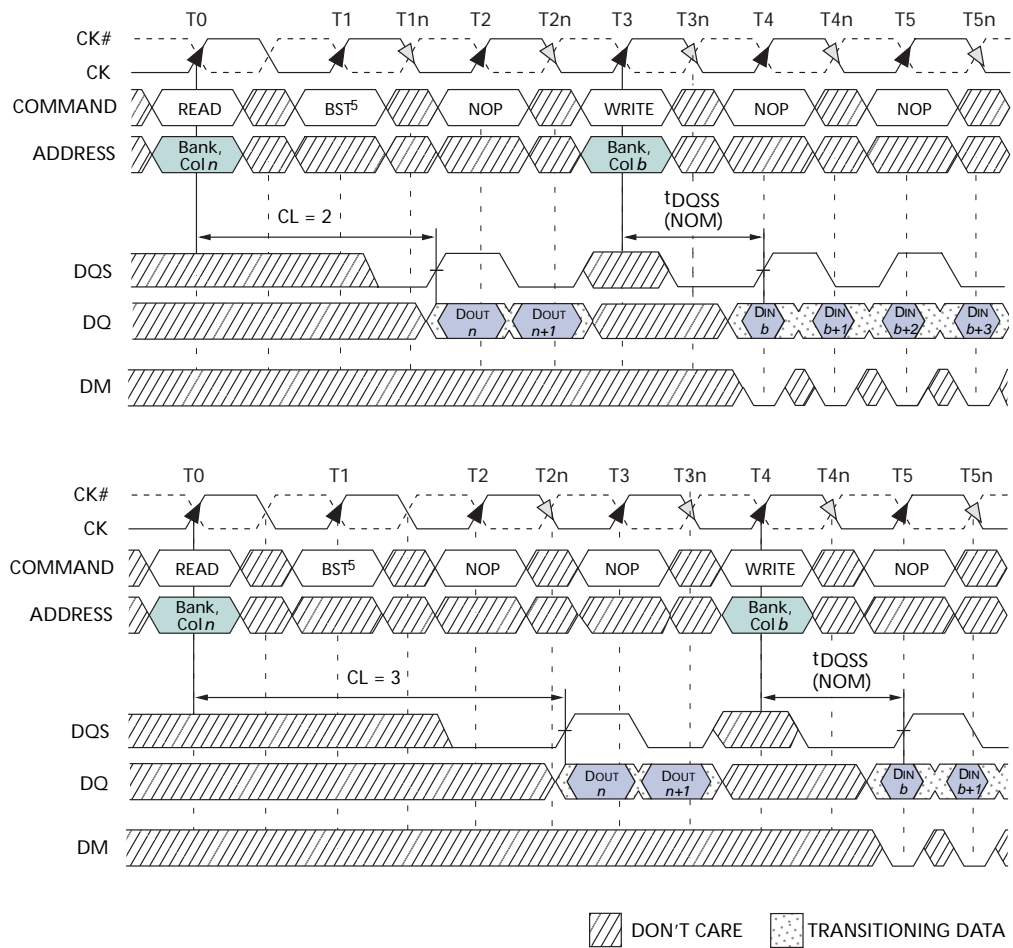 T0 T1 T1n T2 T2n T3 T3n T4 T4n T5 T5n
CK#
CK
COMMAND READ BST5 NOP WRITE NOP NOP
ADDRESS Bank, Col n Bank, Col b
CL = 2 tDQSS (NOM)
DQS
DQ DOUT n DOUT n+1 DIN b DIN b+1 DIN b+2 DIN b+3
DM
T0 T1 T2 T2n T3 T3n T4 T4n T5 T5n
CK#
CK
COMMAND READ BST5 NOP NOP WRITE NOP
ADDRESS Bank, Col n Bank, Col b
CL = 3 tDQSS (NOM)
DQS
DQ DOUT n DOUT n+1 DIN b DIN b+1
DM
DON'T CARE TRANSITIONING DATA